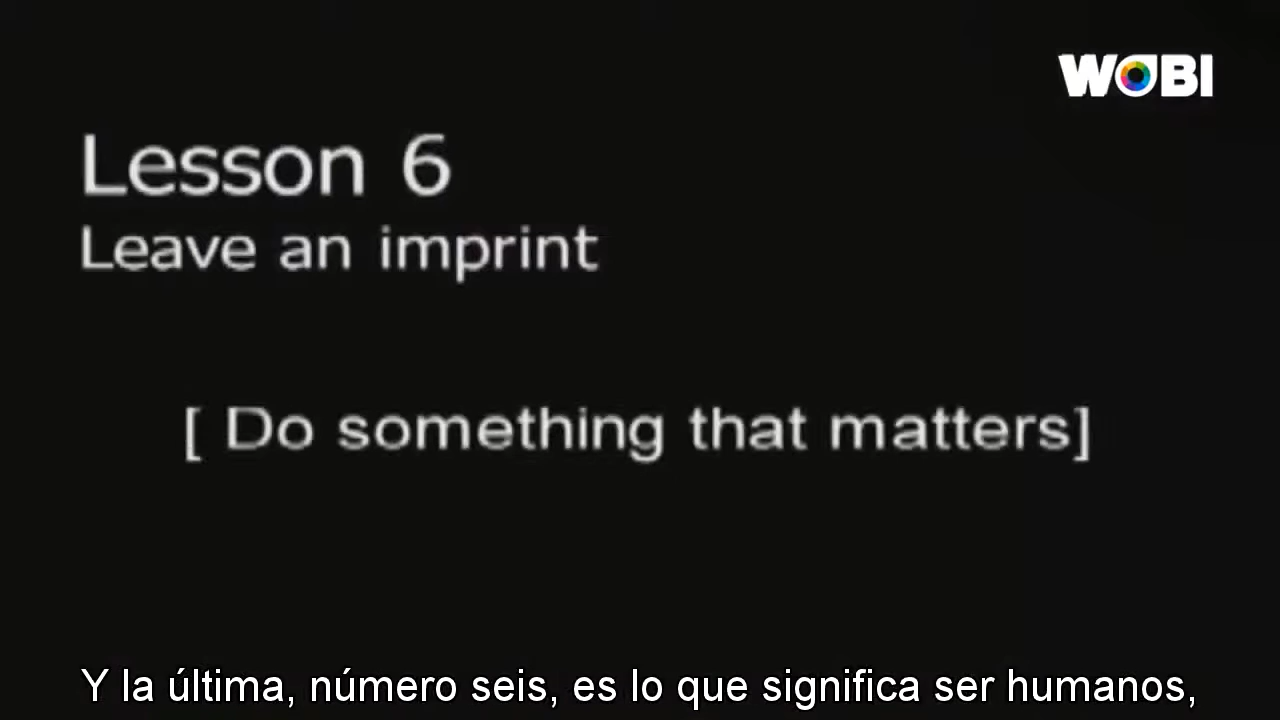 WOBI
Lesson 6
Leave an imprint
[ Do something that matters]
Y la última, número seis, es lo que significa ser humanos,